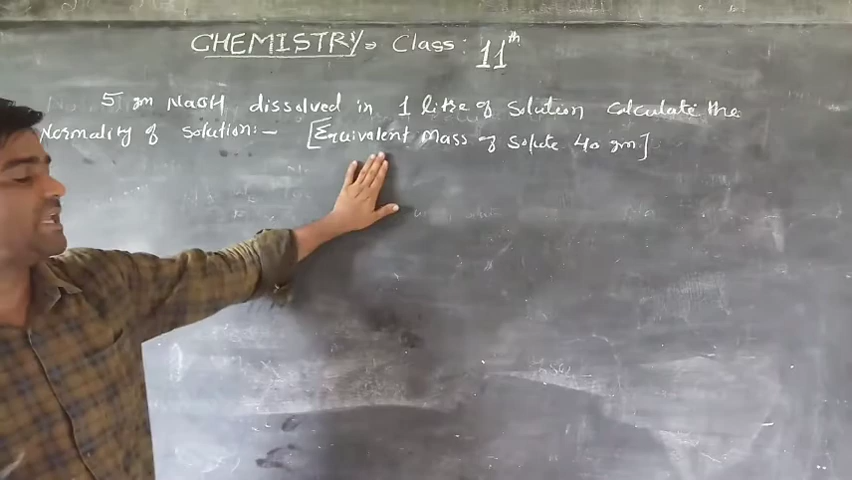 CHEMISTRY Class: 11th
5 gm NaOH dissolved in 1 litre of solution calculate the
Normality of solution:- [Equivalent Mass of Solute 40 gm]